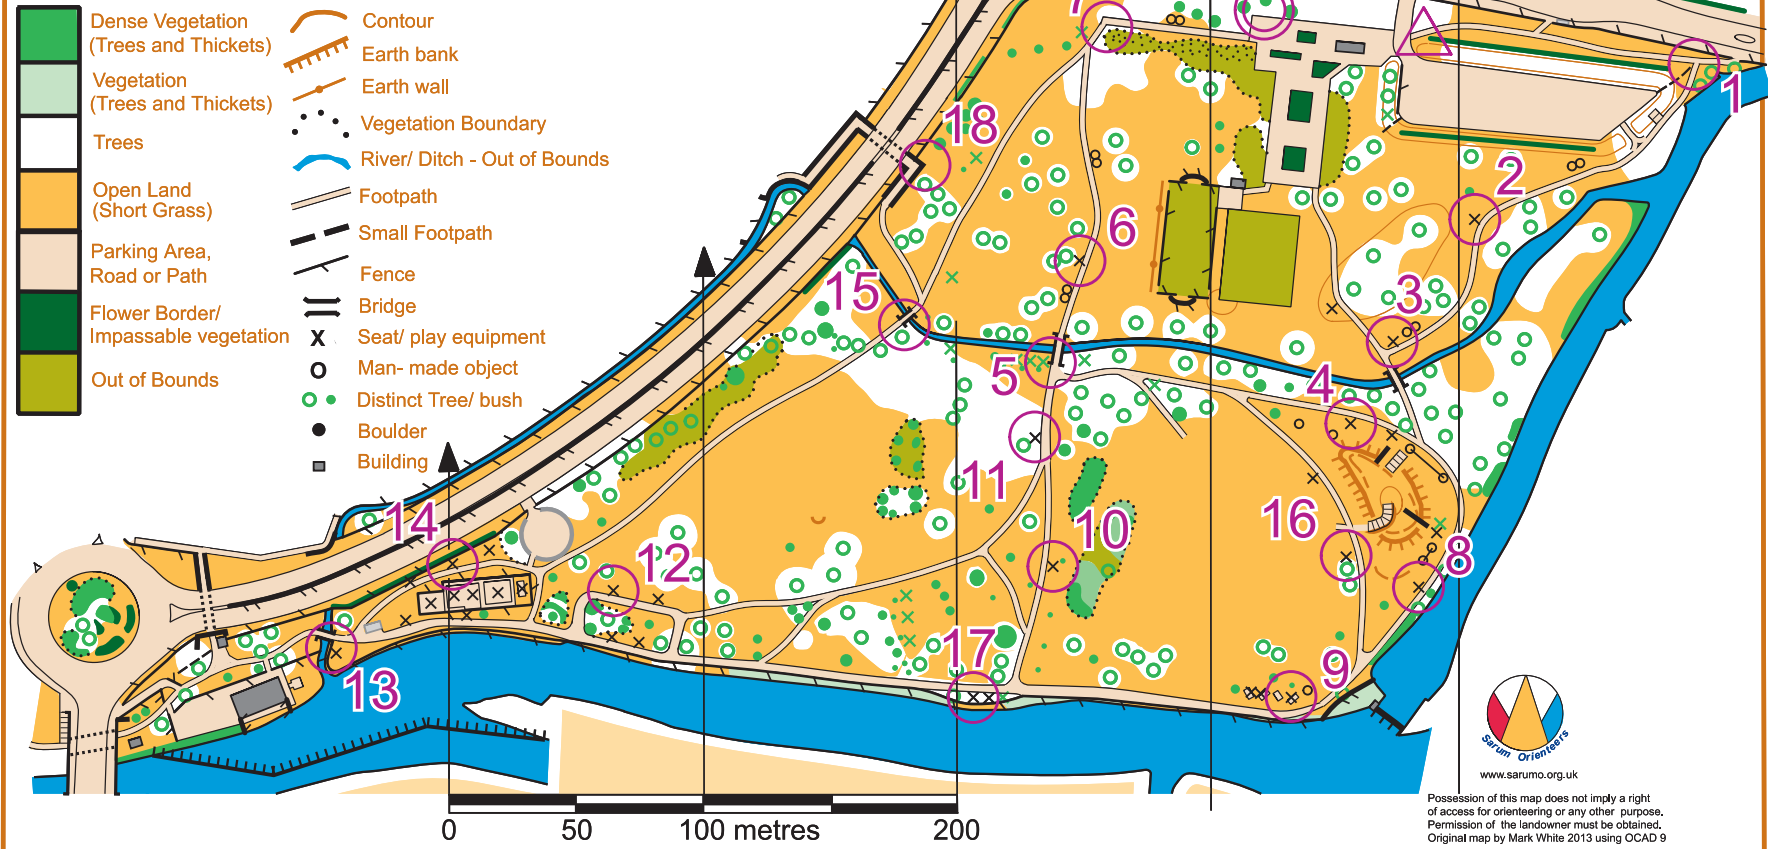 Dense Vegetation
(Trees and Thickets)
Vegetation
(Trees and Thickets)
Trees
Open Land
(Short Grass)
Parking Area,
Road or Path
Flower Border/
Impassable vegetation
Out of Bounds
Contour
Earth bank
Earth wall
Vegetation Boundary
River/ Ditch - Out of Bounds
Footpath
Small Footpath
Fence
Bridge
Seat/ play equipment
Man- made object
Distinct Tree/ bush
Boulder
Building
1
18
2
6
15
3
5
4
11
16
14
10
12
8
17
9
13
0 50 100 metres 200
Sarum Orienteers
www.sarumo.org.uk
Possession of this map does not imply a right
of access for orienteering or any other purpose.
Permission of the landowner must be obtained.
Original map by Mark White 2013 using OCAD 9